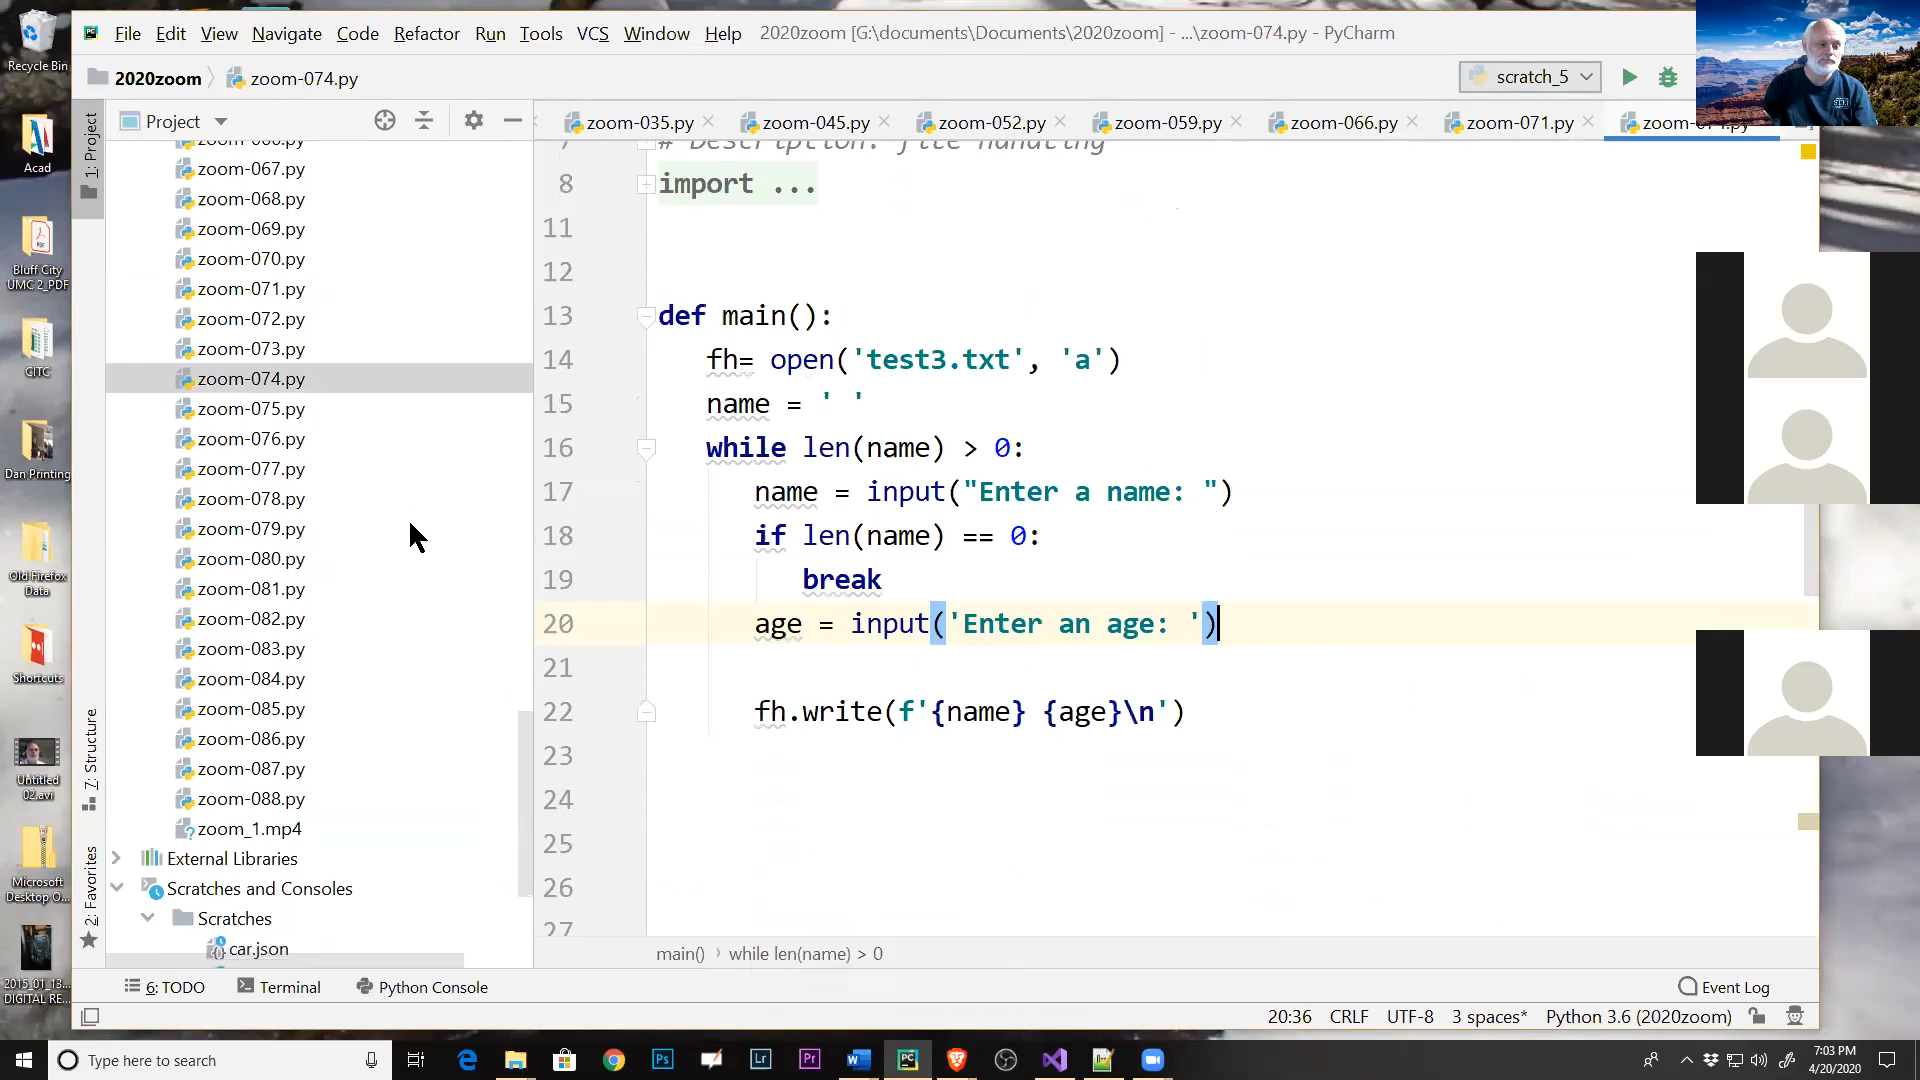 Recycle Bin
Acad
Bluff City
UMC 2_PDF
CITC
Dan Printing
Old Firefox
Data
Shortcuts
Untitled
02.avi
Microsoft
Desktop O...
2015_01_13...
DIGITAL RE...
File Edit View Navigate Code Refactor Run Tools VCS Window Help 2020zoom [G:\documents\Documents\2020zoom] - ...\zoom-074.py - PyCharm
2020zoom zoom-074.py scratch_5
1: Project
7: Structure
2: Favorites
Project
zoom-035.py zoom-045.py zoom-052.py zoom-059.py zoom-066.py zoom-071.py zoom-074.py
zoom-066.py
zoom-067.py
zoom-068.py
zoom-069.py
zoom-070.py
zoom-071.py
zoom-072.py
zoom-073.py
zoom-074.py
zoom-075.py
zoom-076.py
zoom-077.py
zoom-078.py
zoom-079.py
zoom-080.py
zoom-081.py
zoom-082.py
zoom-083.py
zoom-084.py
zoom-085.py
zoom-086.py
zoom-087.py
zoom-088.py
zoom_1.mp4
External Libraries
Scratches and Consoles
Scratches
car.json
7 # Description: file handling
8 import ...
11
12
13 def main():
14 fh= open('test3.txt', 'a')
15 name = ' '
16 while len(name) > 0:
17 name = input("Enter a name: ")
18 if len(name) == 0:
19 break
20 age = input('Enter an age: ')
21
22 fh.write(f'{name} {age}\n')
23
24
25
26
27
main() › while len(name) > 0
6: TODO Terminal Python Console Event Log
20:36 CRLF UTF-8 3 spaces* Python 3.6 (2020zoom)
Type here to search
7:03 PM
4/20/2020